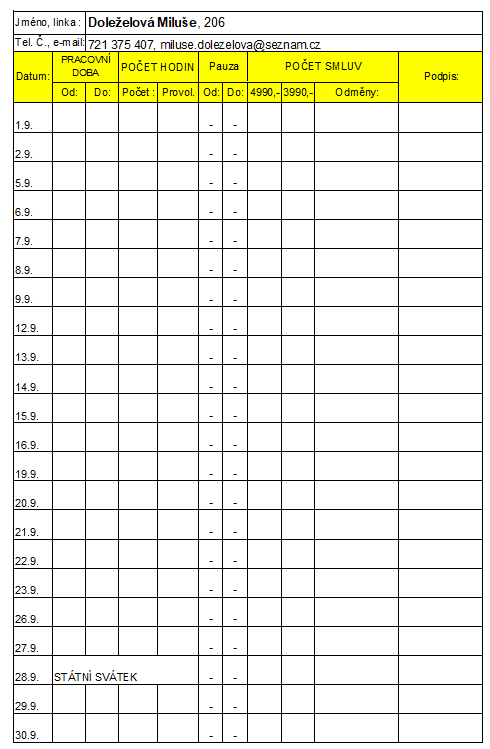 Jméno, linka : Doleželová Miluše, 206
Tel. Č., e-mail: 721 375 407, miluse.dolezelova@seznam.cz
Datum: PRACOVNÍ DOBA POČET HODIN Pauza POČET SMLUV Podpis:
Od: Do: Počet : Provol. Od: Do: 4990,- 3990,- Odměny:
1.9. - -
2.9. - -
5.9. - -
6.9. - -
7.9. - -
8.9. - -
9.9. - -
12.9. - -
13.9. - -
14.9. - -
15.9. - -
16.9. - -
19.9. - -
20.9. - -
21.9. - -
22.9. - -
23.9. - -
26.9. - -
27.9. - -
28.9. STÁTNÍ SVÁTEK - -
29.9. - -
30.9. - -